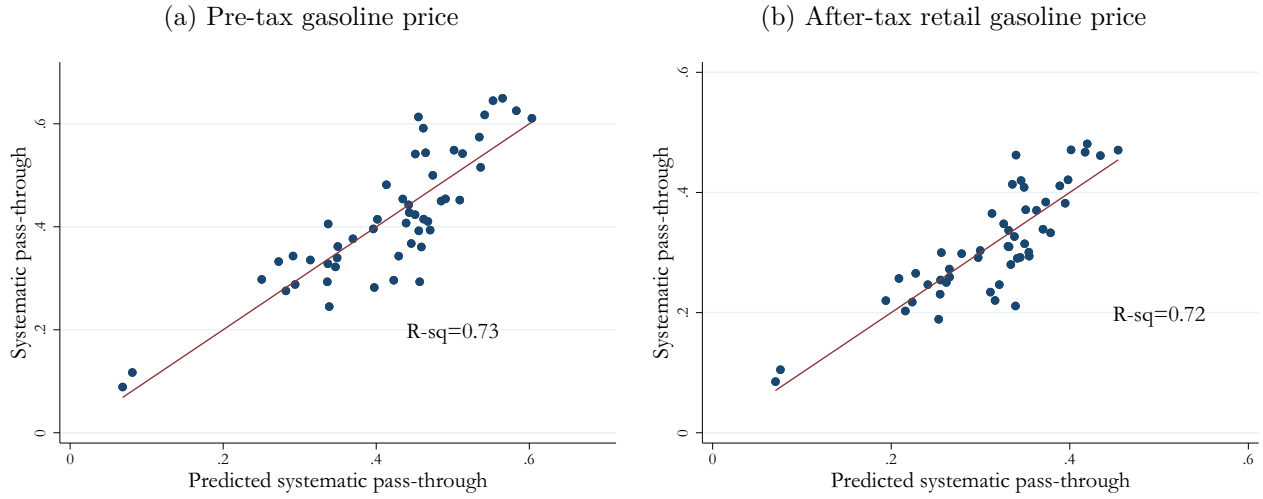 (a) Pre-tax gasoline price
Systematic pass-through
.6
.4
.2
0
R-sq=0.73
0 .2 .4 .6
Predicted systematic pass-through
(b) After-tax retail gasoline price
Systematic pass-through
.6
.4
.2
0
R-sq=0.72
0 .2 .4 .6
Predicted systematic pass-through